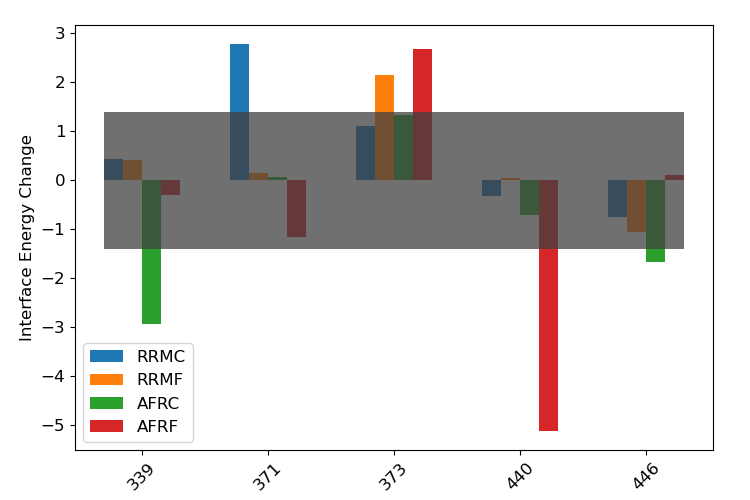 Interface Energy Change
3
2
1
0
−1
−2
−3
−4
−5
RRMC
RRMF
AFRC
AFRF
339
371
373
440
446